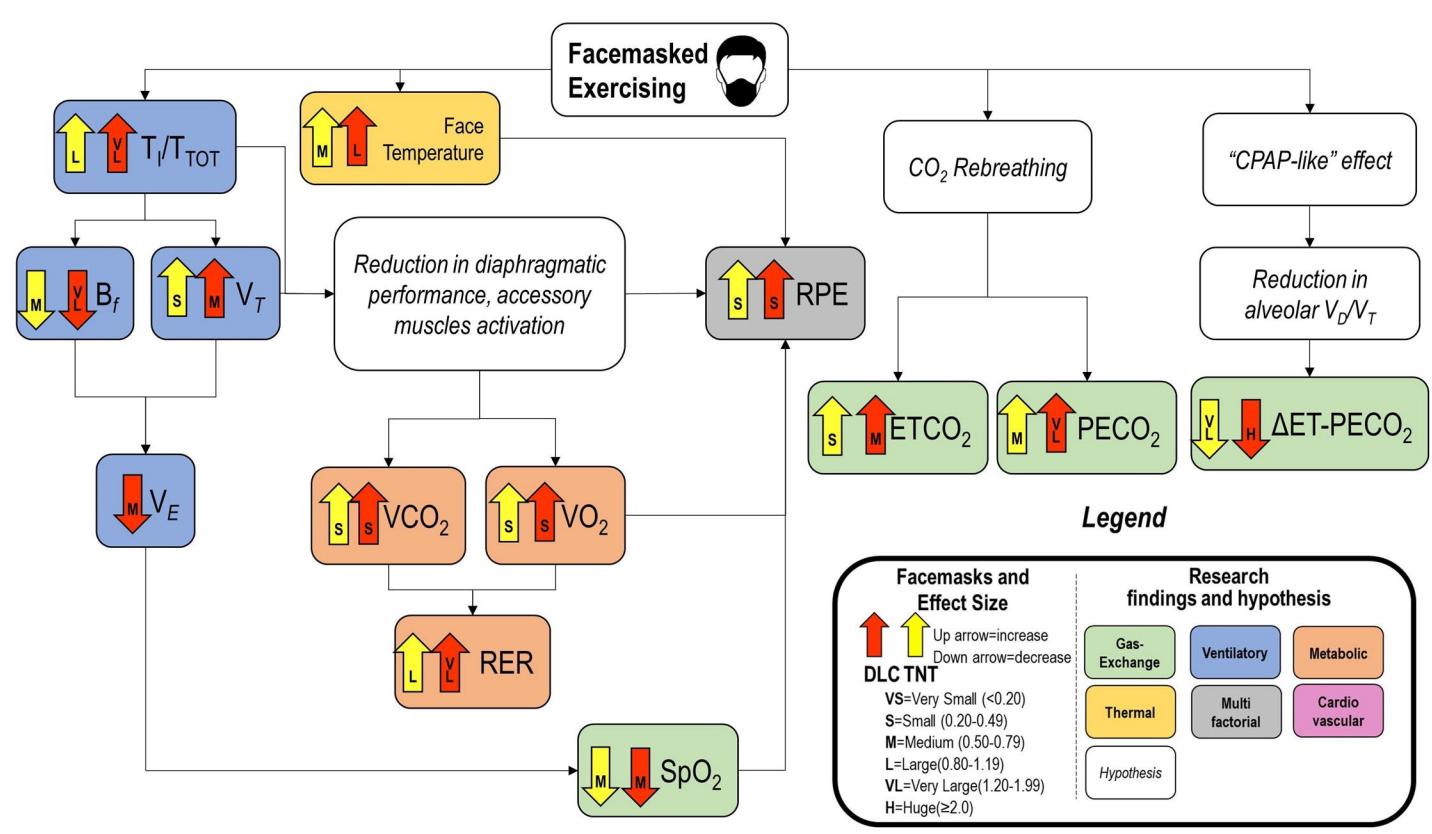 Facemasked
Exercising
L
VL
TI/TTOT
M
L
Face
Temperature
CO2 Rebreathing
“CPAP-like” effect
M
VL
Bf
S
M
VT
Reduction in diaphragmatic
performance, accessory
muscles activation
S
S
RPE
Reduction in
alveolar VD/VT
S
M
ETCO2
M
VL
PECO2
VL
H
ΔET-PECO2
M
VE
S
S
VCO2
S
S
VO2
L
VL
RER
M
M
SpO2
Legend
Facemasks and
Effect Size
Up arrow=increase
Down arrow=decrease
DLC TNT
VS=Very Small (<0.20)
S=Small (0.20-0.49)
M=Medium (0.50-0.79)
L=Large(0.80-1.19)
VL=Very Large(1.20-1.99)
H=Huge(≥2.0)
Research
findings and hypothesis
Gas-
Exchange
Ventilatory
Metabolic
Thermal
Multi
factorial
Cardio
vascular
Hypothesis